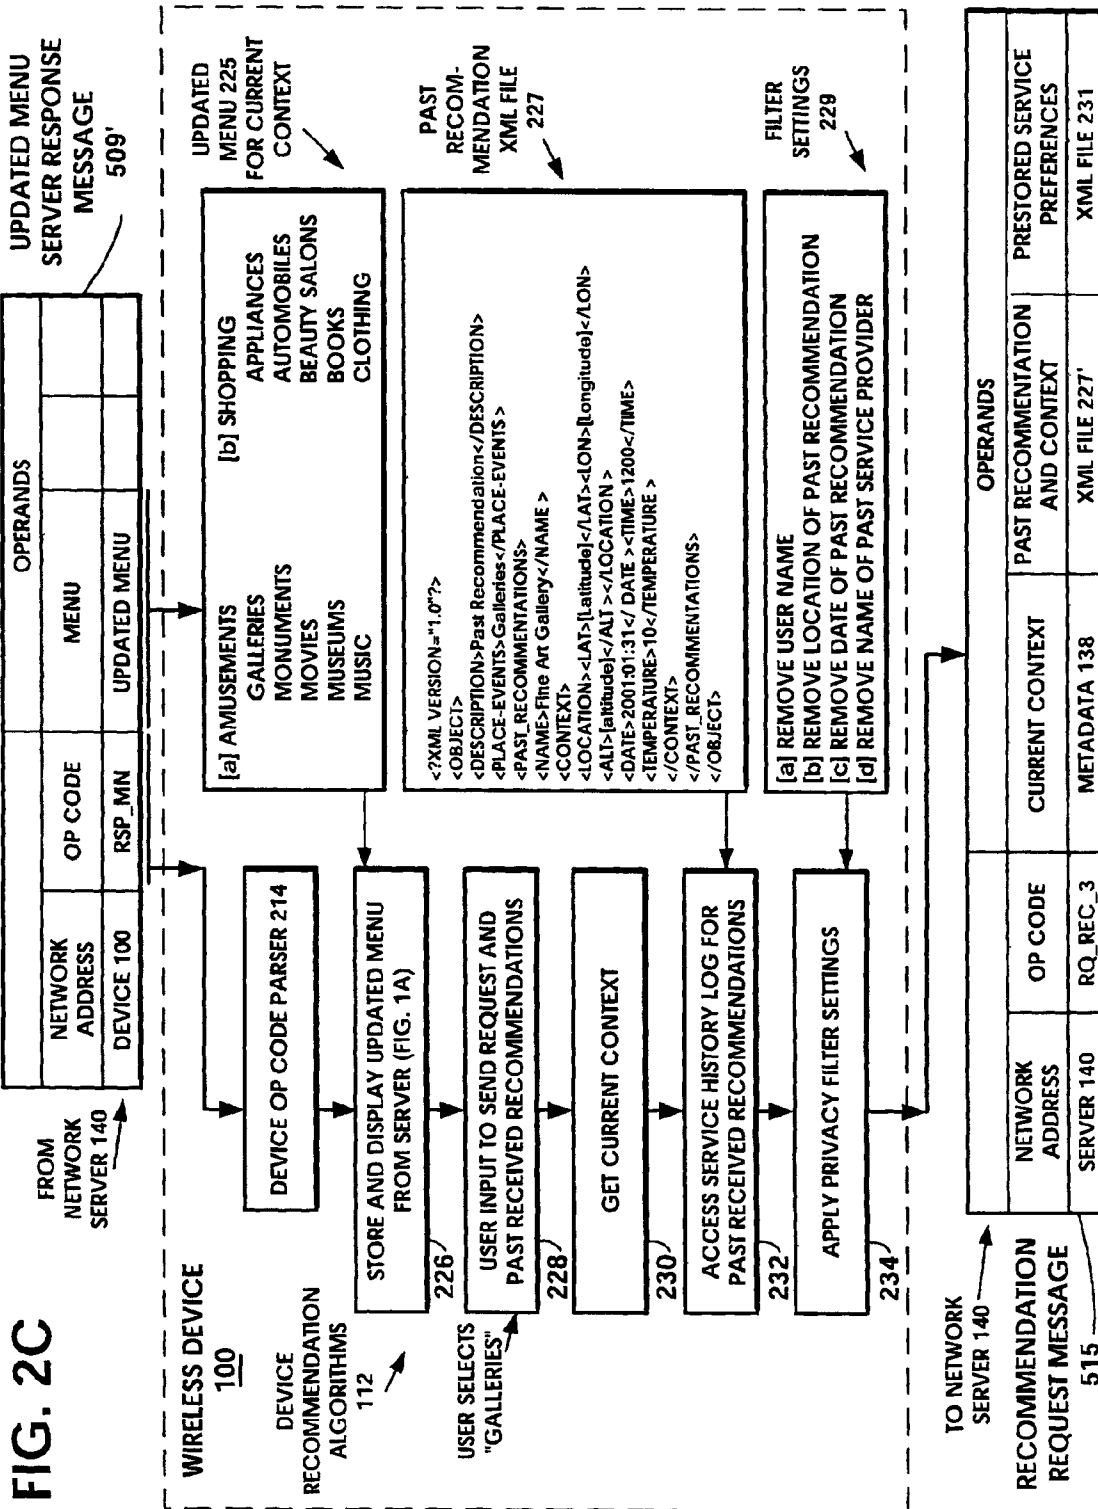 FIG. 2C
FROM
NETWORK
SERVER 140
UPDATED MENU
SERVER RESPONSE
MESSAGE
509'
OPERANDS
NETWORK
ADDRESS
OP CODE
MENU
DEVICE 100
RSP_MN
UPDATED MENU
WIRELESS DEVICE
100
DEVICE
RECOMMENDATION
ALGORITHMS
112
DEVICE OP CODE PARSER 214
STORE AND DISPLAY UPDATED MENU
FROM SERVER (FIG. 1A)
226
USER SELECTS
"GALLERIES"
USER INPUT TO SEND REQUEST AND
PAST RECEIVED RECOMMENDATIONS
228
GET CURRENT CONTEXT
230
ACCESS SERVICE HISTORY LOG FOR
PAST RECEIVED RECOMMENDATIONS
232
APPLY PRIVACY FILTER SETTINGS
234
UPDATED
MENU 225
FOR CURRENT
CONTEXT
[a] AMUSEMENTS
GALLERIES
MONUMENTS
MOVIES
MUSEUMS
MUSIC
[b] SHOPPING
APPLIANCES
AUTOMOBILES
BEAUTY SALONS
BOOKS
CLOTHING
PAST
RECOM-
MENDATION
XML FILE
227
<?XML VERSION="1.0"?>
<OBJECT>
<DESCRIPTION>Past Recommendation</DESCRIPTION>
<PLACE-EVENTS>Galleries</PLACE-EVENTS >
<PAST_RECOMMENTATIONS>
<NAME>Fine Art Gallery</NAME >
<CONTEXT>
<LOCATION><LAT>[Latitude]</LAT><LON>[Longitude]</LON>
<ALT>[altitude]</ALT ></LOCATION >
<DATE>2001:01:31</ DATE ><TIME>1200</TIME>
<TEMPERATURE>10</TEMPERATURE >
</CONTEXT>
</PAST_RECOMMENTATIONS>
</OBJECT>
FILTER
SETTINGS
229
[a] REMOVE USER NAME
[b] REMOVE LOCATION OF PAST RECOMMENDATION
[c] REMOVE DATE OF PAST RECOMMENDATION
[d] REMOVE NAME OF PAST SERVICE PROVIDER
TO NETWORK
SERVER 140
RECOMMENDATION
REQUEST MESSAGE
515
OPERANDS
NETWORK
ADDRESS
OP CODE
CURRENT CONTEXT
PAST RECOMMENTATION
AND CONTEXT
PRESTORED SERVICE
PREFERENCES
SERVER 140
RQ_REC_3
METADATA 138
XML FILE 227'
XML FILE 231